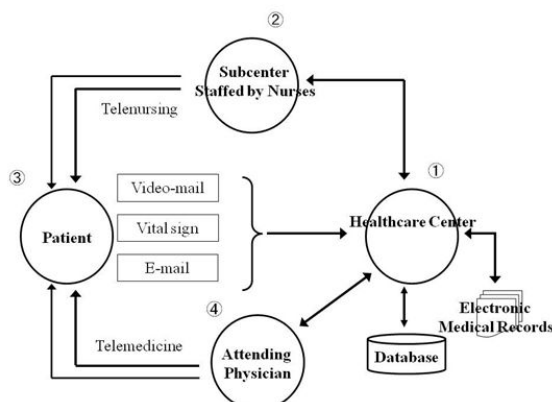 ②
Subcenter
Staffed by Nurses
Telenursing
①
③
Video-mail
Healthcare Center
Vital sign
Patient
E-mail
④
Electronic
Medical Records
Telemedicine
Attending
Physician
Database